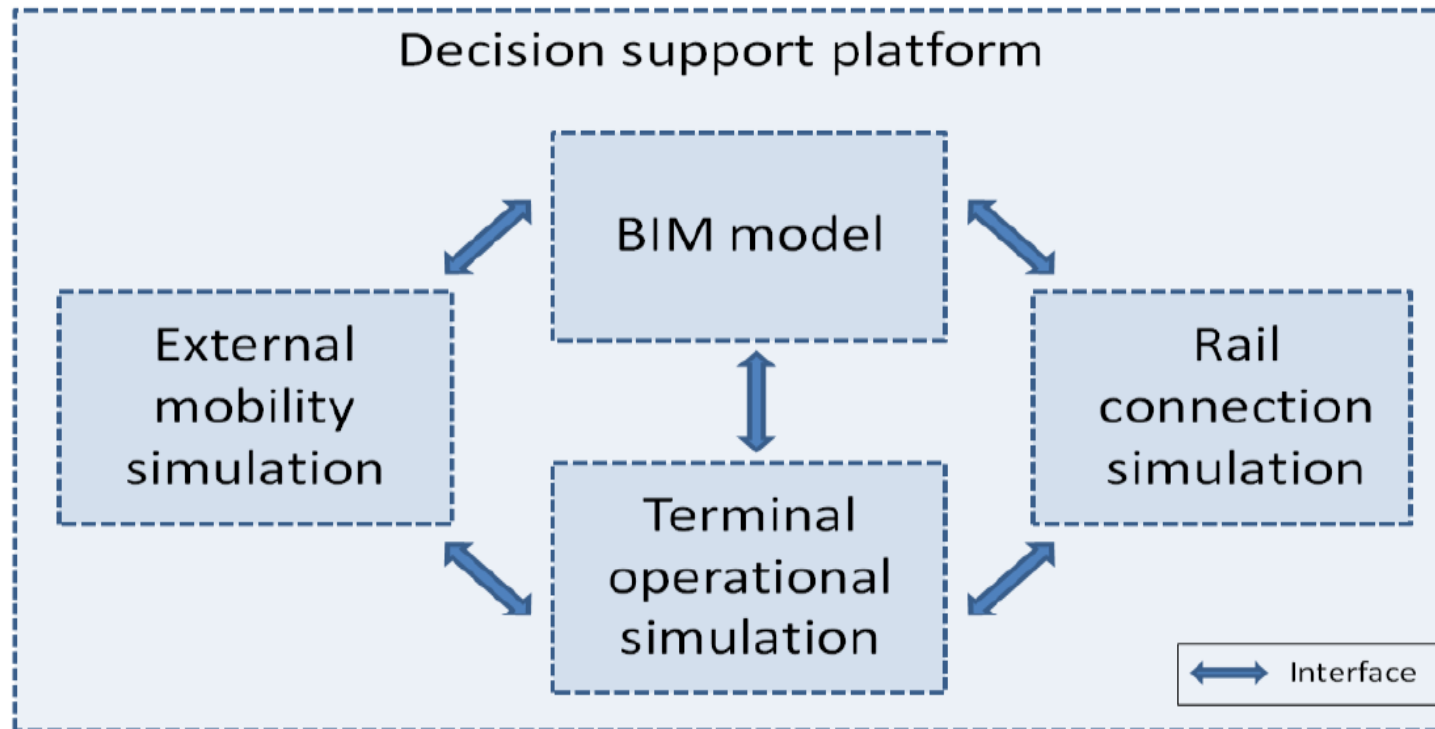 Decision support platform
BIM model
External
mobility
simulation
Rail
connection
simulation
Terminal
operational
simulation
Interface